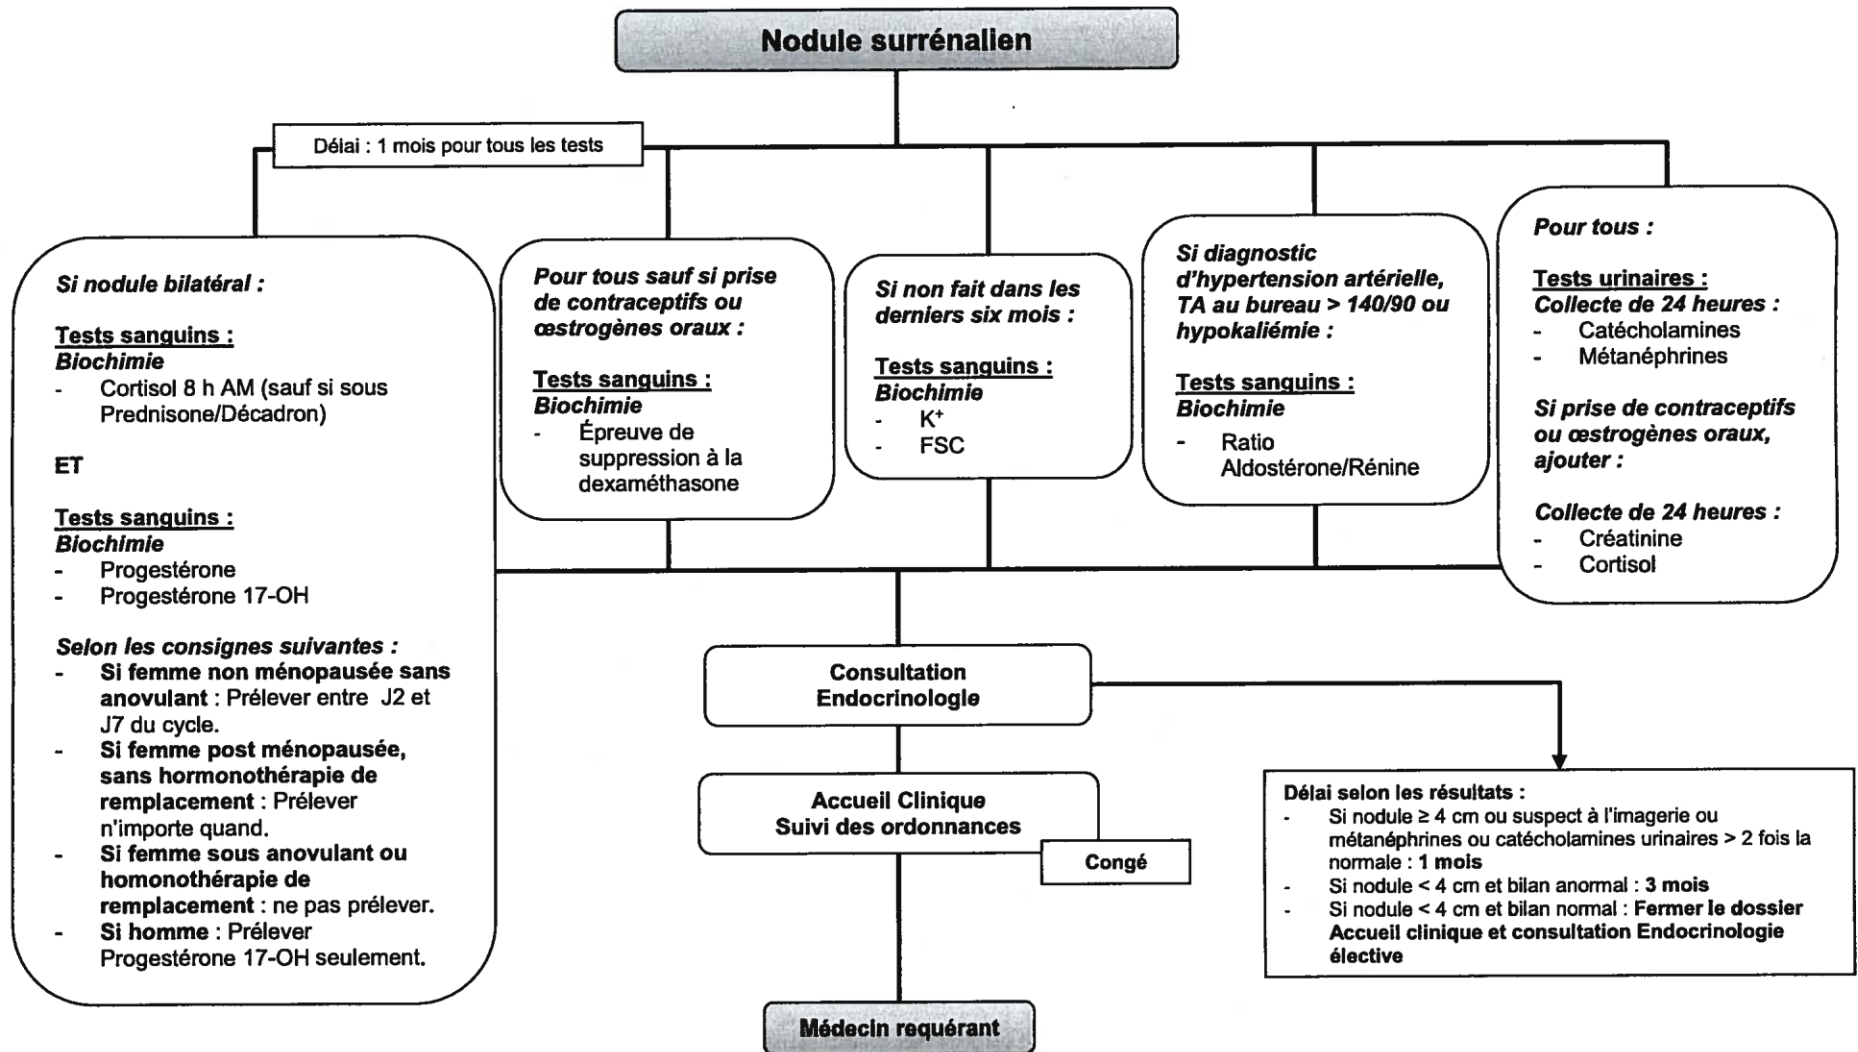 Nodule surrénalien
Délai : 1 mois pour tous les tests
Si nodule bilatéral :
Tests sanguins :
Biochimie
- Cortisol 8 h AM (sauf si sous
Prednisone/Décadron)
ET
Tests sanguins :
Biochimie
- Progestérone
- Progestérone 17-OH
Selon les consignes suivantes :
- Si femme non ménopausée sans
anovulant : Prélever entre J2 et
J7 du cycle.
- Si femme post ménopausée,
sans hormonothérapie de
remplacement : Prélever
n'importe quand.
- Si femme sous anovulant ou
homonothérapie de
remplacement : ne pas prélever.
- Si homme : Prélever
Progestérone 17-OH seulement.
Pour tous sauf si prise
de contraceptifs ou
œstrogènes oraux :
Tests sanguins :
Biochimie
- Épreuve de
suppression à la
dexaméthasone
Si non fait dans les
derniers six mois :
Tests sanguins :
Biochimie
- K⁺
- FSC
Si diagnostic
d'hypertension artérielle,
TA au bureau > 140/90 ou
hypokaliémie :
Tests sanguins :
Biochimie
- Ratio
Aldostérone/Rénine
Pour tous :
Tests urinaires :
Collecte de 24 heures :
- Catécholamines
- Métanéphrines
Si prise de contraceptifs
ou œstrogènes oraux,
ajouter :
Collecte de 24 heures :
- Créatinine
- Cortisol
Consultation
Endocrinologie
Accueil Clinique
Suivi des ordonnances
Congé
Délai selon les résultats :
- Si nodule ≥ 4 cm ou suspect à l'imagerie ou
métanéphrines ou catécholamines urinaires > 2 fois la
normale : 1 mois
- Si nodule < 4 cm et bilan anormal : 3 mois
- Si nodule < 4 cm et bilan normal : Fermer le dossier
Accueil clinique et consultation Endocrinologie
élective
Médecin requérant